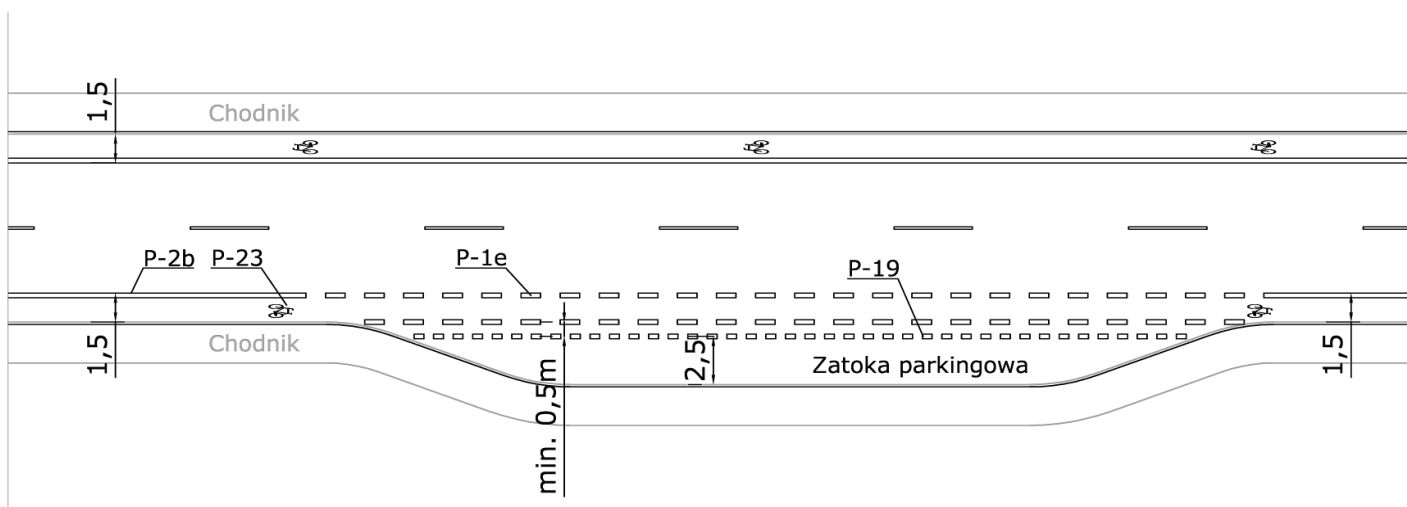 1,5
Chodnik
P-2b
P-23
P-1e
P-19
1,5
Chodnik
min. 0,5m
2,5
Zatoka parkingowa
1,5